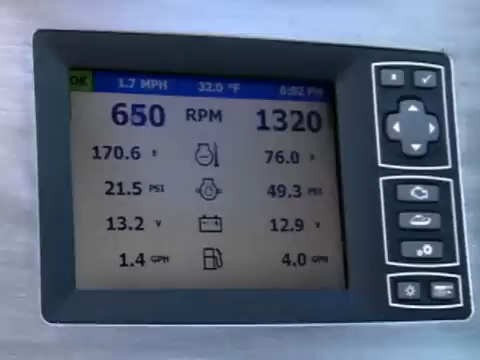 OK 1.7 MPH 32.0 °F 6:52 PM
650 RPM 1320
170.6 F 76.0 F
21.5 PSI 49.3 PSI
13.2 V 12.9 V
1.4 GPH 4.0 GPH